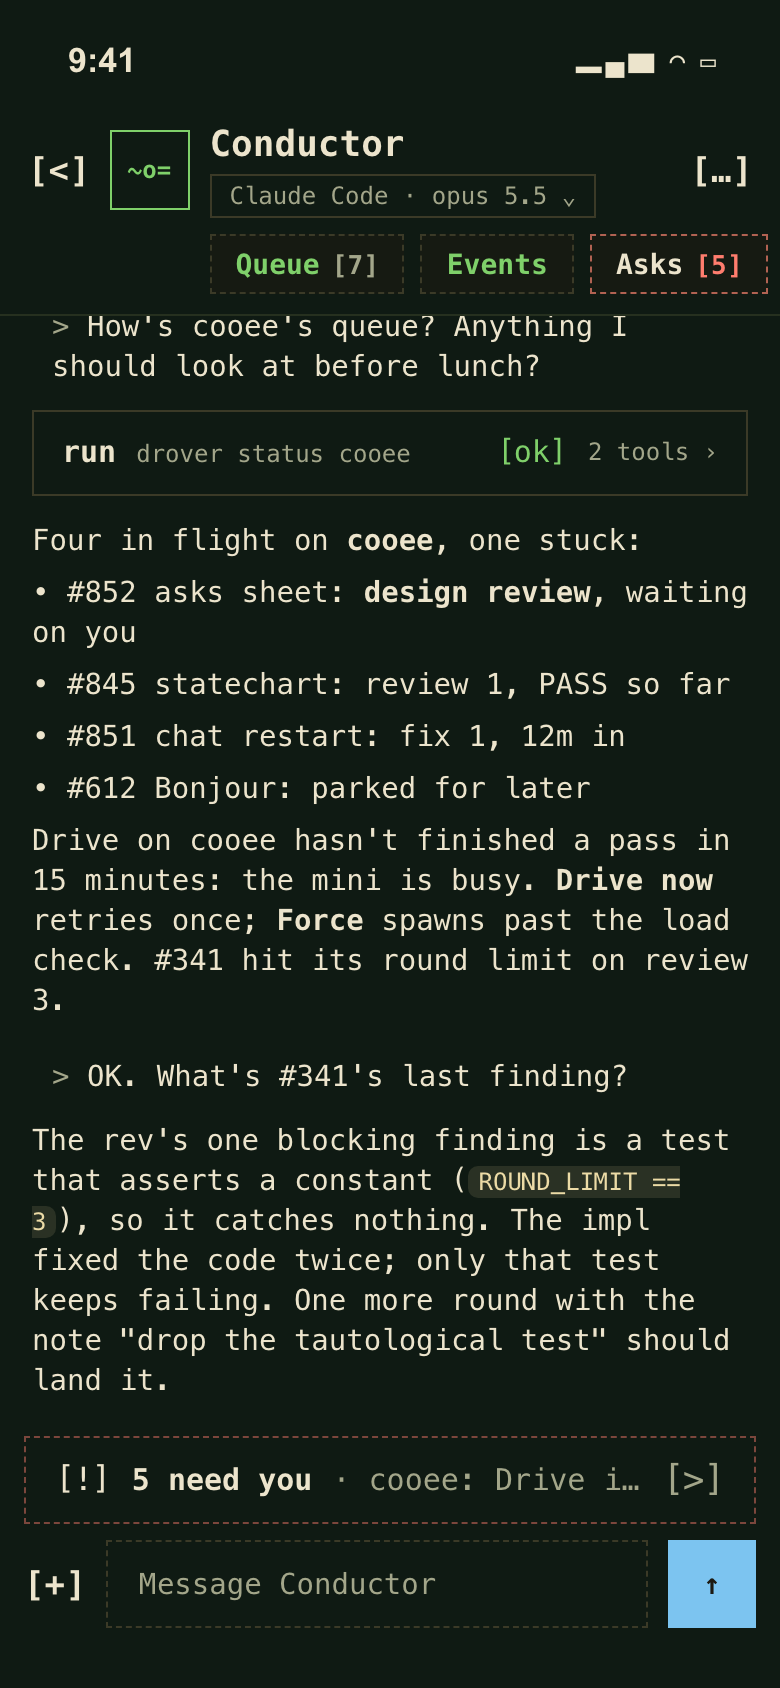 9:41
[<] ~o= Conductor […]
Claude Code · opus 5.5 ⌄
Queue [7] Events Asks [5]
> How's cooee's queue? Anything I
should look at before lunch?
run drover status cooee [ok] 2 tools ›
Four in flight on cooee, one stuck:
• #852 asks sheet: design review, waiting
on you
• #845 statechart: review 1, PASS so far
• #851 chat restart: fix 1, 12m in
• #612 Bonjour: parked for later
Drive on cooee hasn't finished a pass in
15 minutes: the mini is busy. Drive now
retries once; Force spawns past the load
check. #341 hit its round limit on review
3.
> OK. What's #341's last finding?
The rev's one blocking finding is a test
that asserts a constant (ROUND_LIMIT ==
3), so it catches nothing. The impl
fixed the code twice; only that test
keeps failing. One more round with the
note "drop the tautological test" should
land it.
[!] 5 need you · cooee: Drive i… [>]
[+] Message Conductor ↑